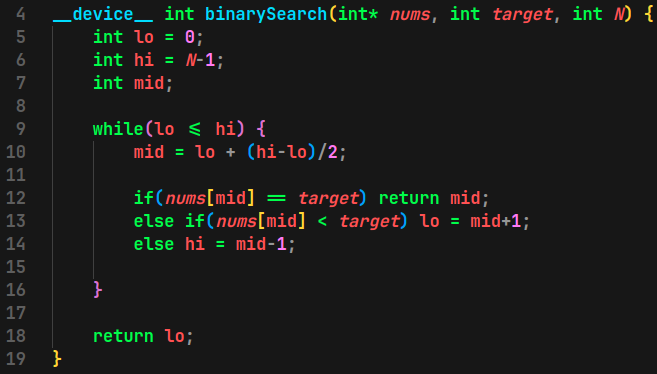 4 __device__ int binarySearch(int* nums, int target, int N) {
5     int lo = 0;
6     int hi = N-1;
7     int mid;
8
9     while(lo <= hi) {
10         mid = lo + (hi-lo)/2;
11
12         if(nums[mid] == target) return mid;
13         else if(nums[mid] < target) lo = mid+1;
14         else hi = mid-1;
15
16     }
17
18     return lo;
19 }